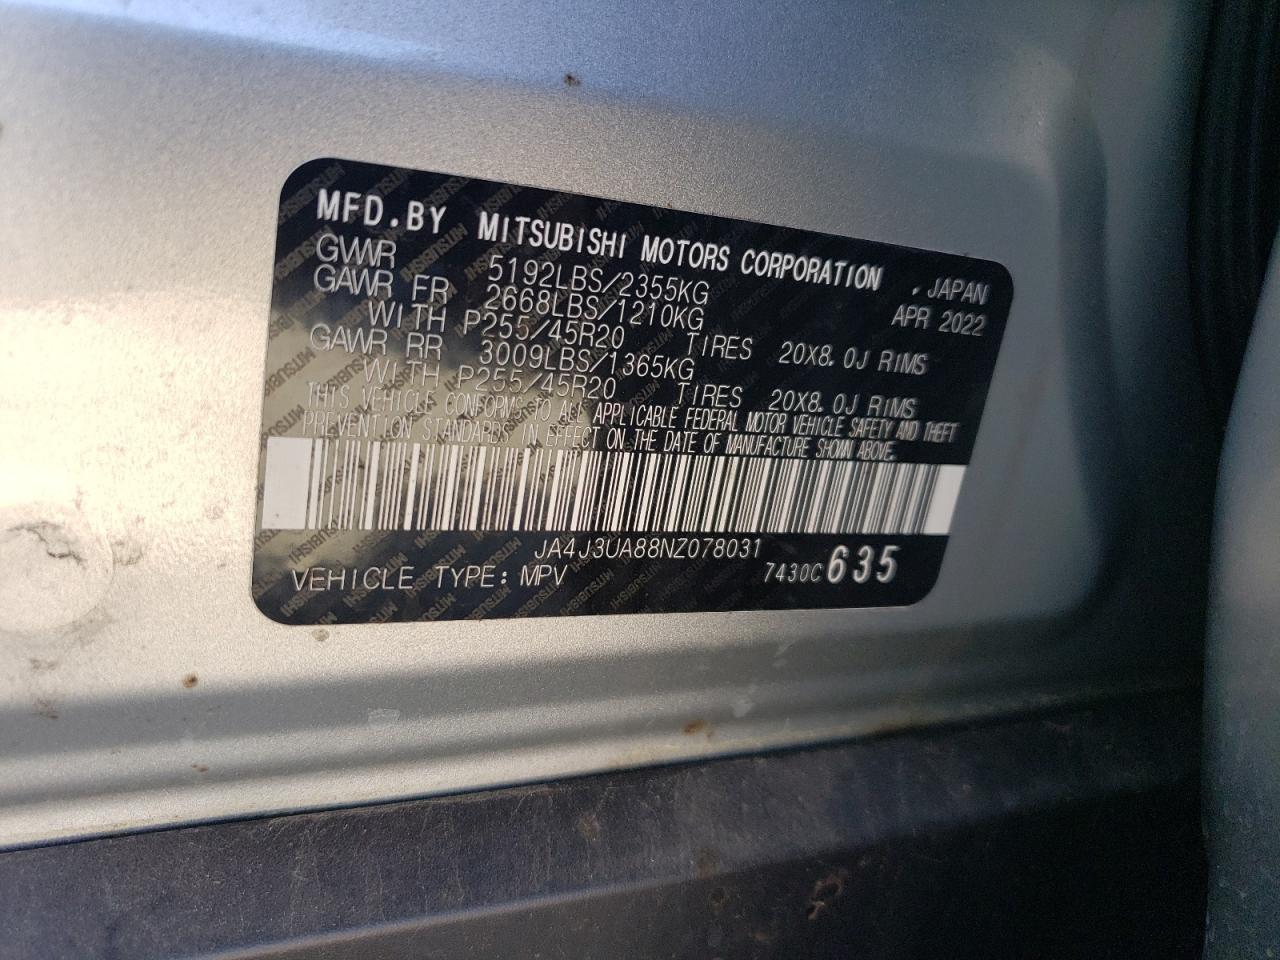 MFD.BY MITSUBISHI MOTORS CORPORATION , JAPAN
GVWR 5192LBS/2355KG APR 2022
GAWR FR 2668LBS/1210KG
WITH P255/45R20 TIRES 20X8.0J RIMS
GAWR RR 3009LBS/1365KG
WITH P255/45R20 TIRES 20X8.0J RIMS
THIS VEHICLE CONFORMS TO ALL APPLICABLE FEDERAL MOTOR VEHICLE SAFETY AND THEFT
PREVENTION STANDARDS IN EFFECT ON THE DATE OF MANUFACTURE SHOWN ABOVE.
JA4J3UA88NZ078031
VEHICLE TYPE: MPV 7430C 635